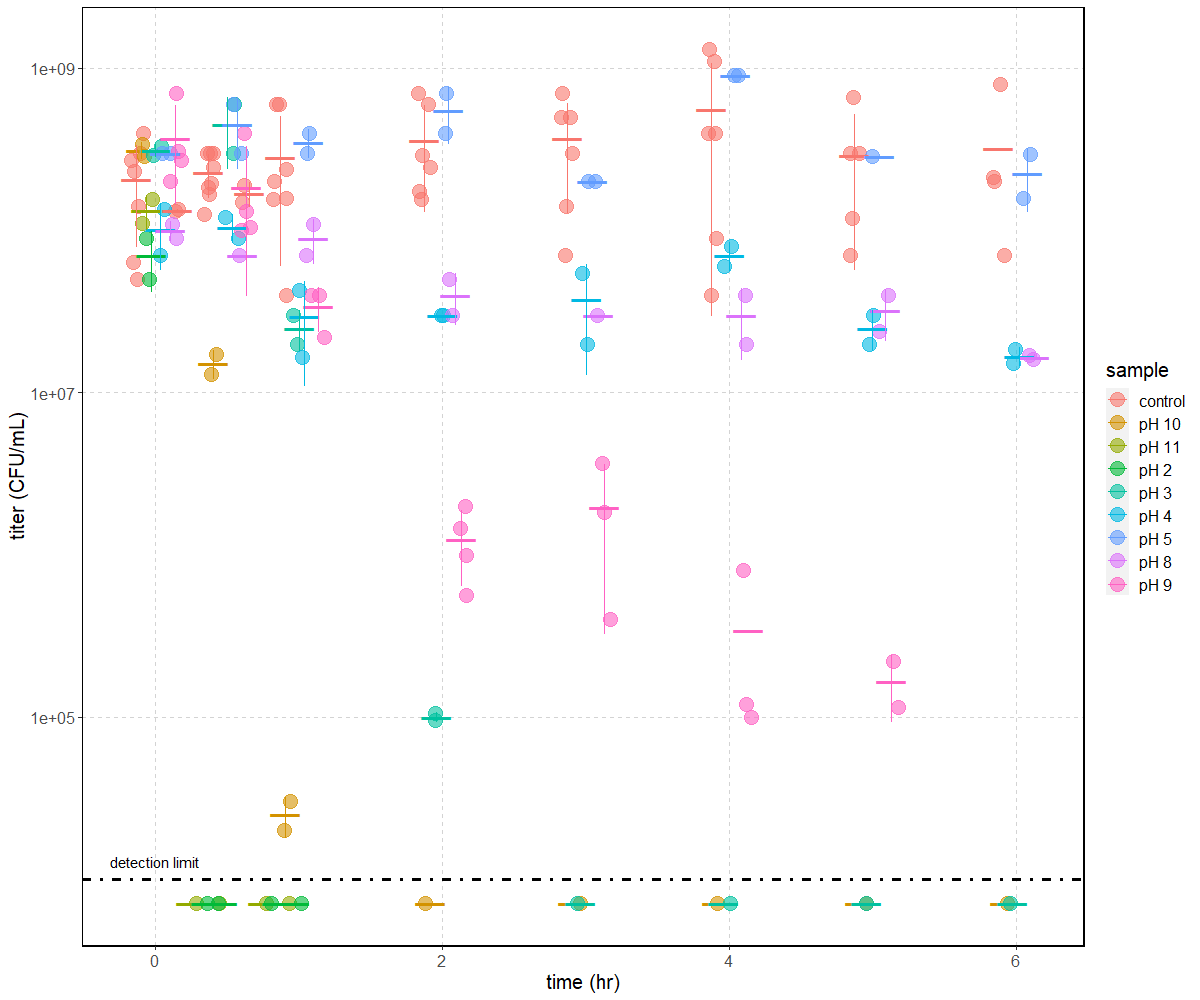 1e+09
1e+07
1e+05
titer (CFU/mL)
detection limit
0 2 4 6
time (hr)
sample
control
pH 10
pH 11
pH 2
pH 3
pH 4
pH 5
pH 8
pH 9